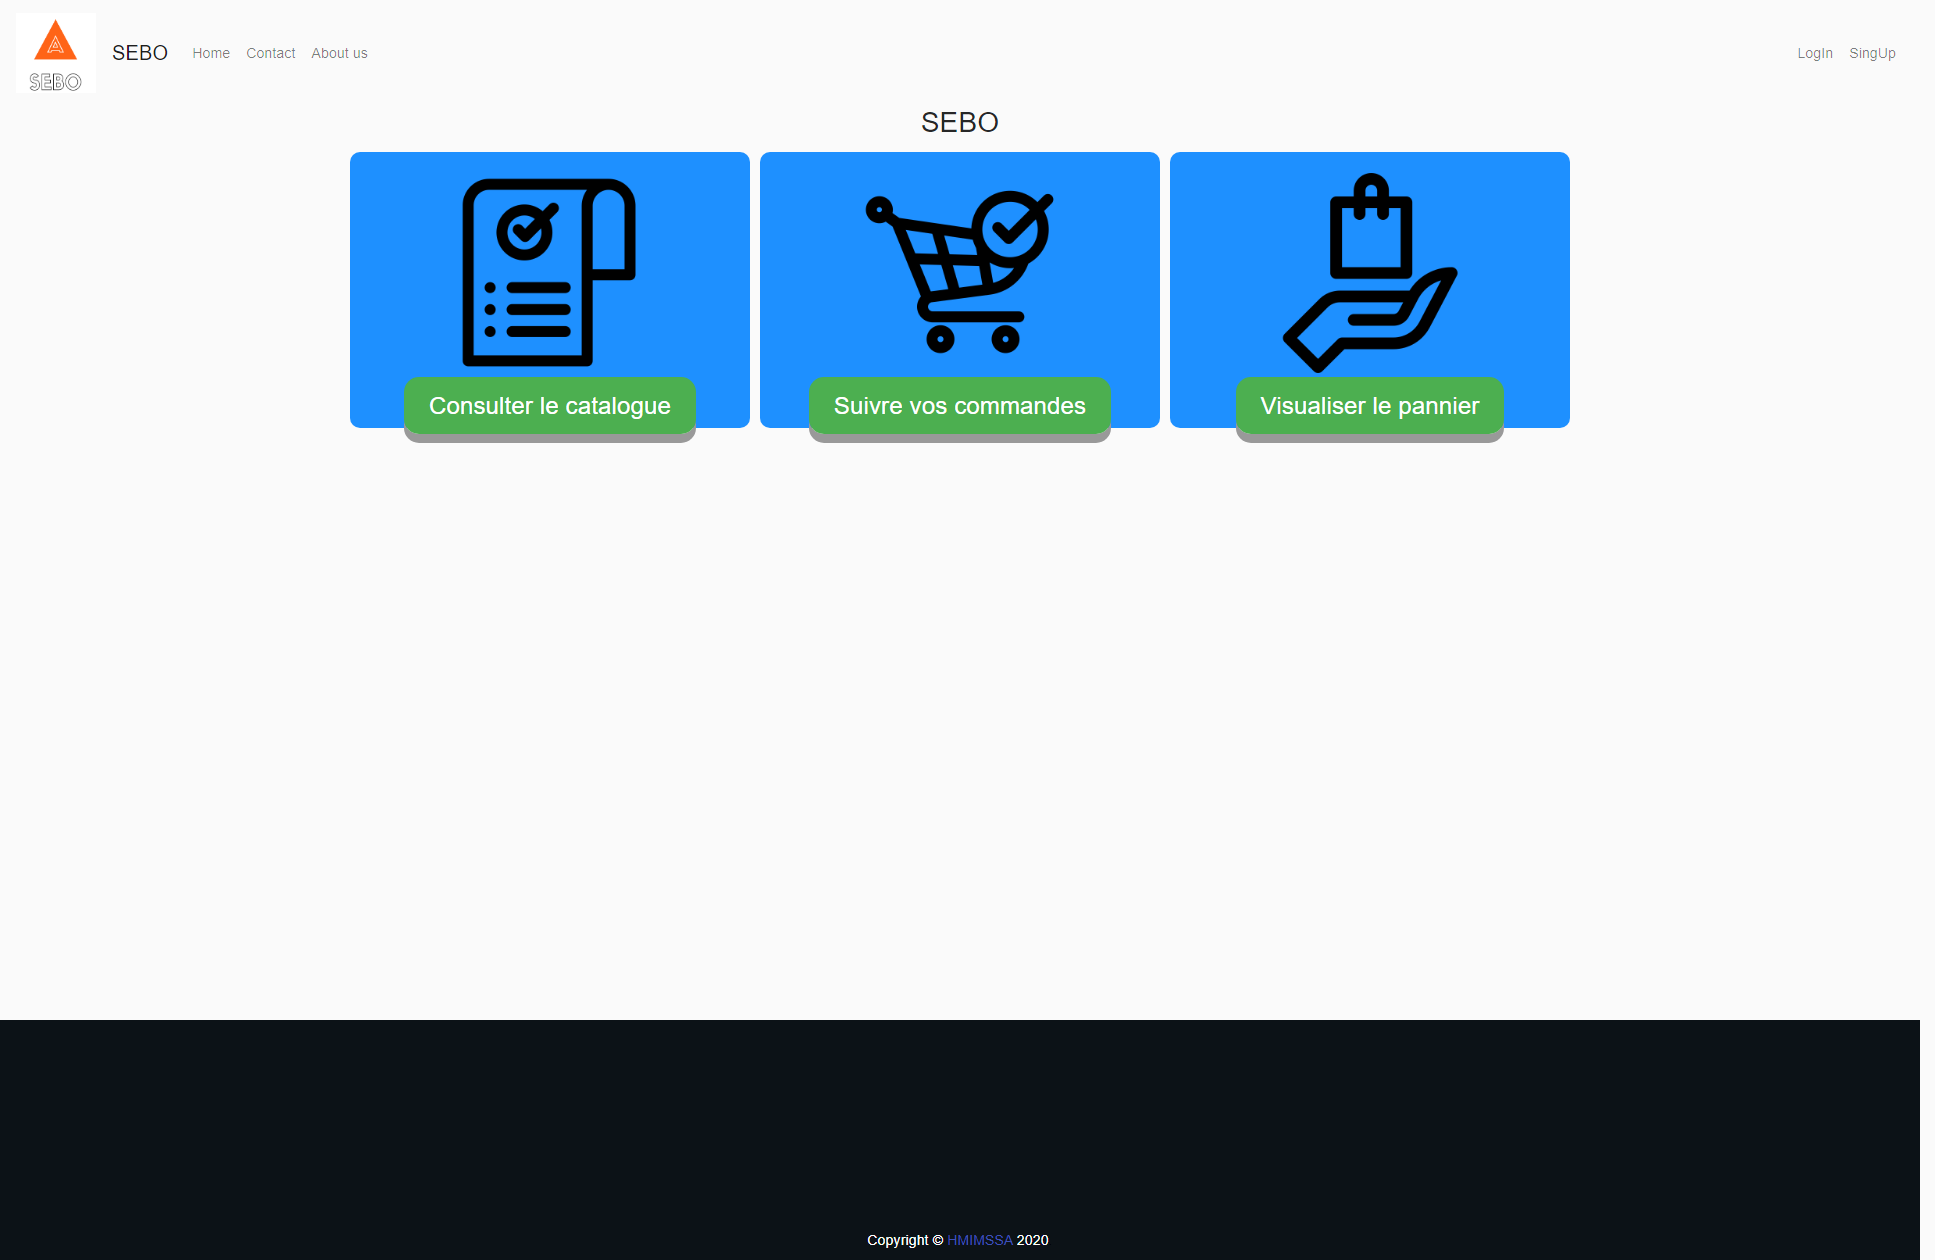 A
SEBO
SEBO Home Contact About us LogIn SingUp
SEBO
Consulter le catalogue
Suivre vos commandes
Visualiser le pannier
Copyright © HMIMSSA 2020